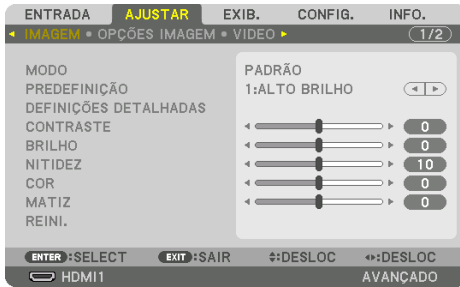 ENTRADA AJUSTAR EXIB. CONFIG. INFO.
IMAGEM • OPÇÕES IMAGEM • VIDEO 1/2
MODO PADRÃO
PREDEFINIÇÃO 1:ALTO BRILHO
DEFINIÇÕES DETALHADAS
CONTRASTE 0
BRILHO 0
NITIDEZ 10
COR 0
MATIZ 0
REINI.
ENTER:SELECT EXIT:SAIR :DESLOC :DESLOC
HDMI1 AVANÇADO